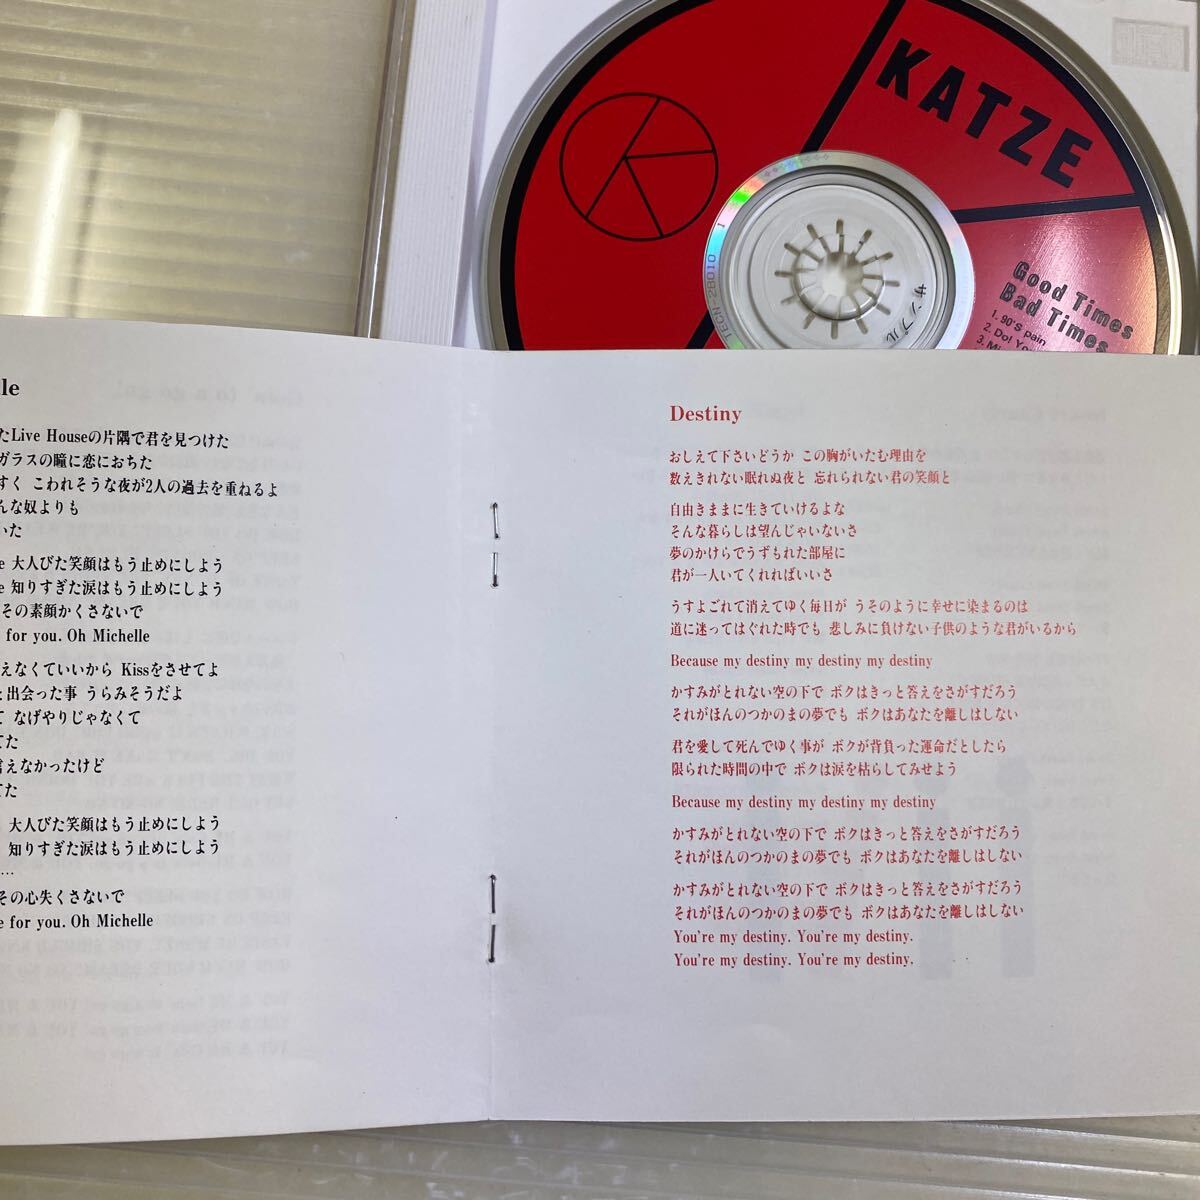 KATZE
Good Times
Bad Times
1. 90'S pain
2. Do! You
3.
TECN-28010 1
サンプル
lle
たLive Houseの片隅で君を見つけた
ガラスの瞳に恋におちた
すく こわれそうな夜が2人の過去を重ねるよ
んな奴よりも
いた
e 大人びた笑顔はもう止めにしよう
e 知りすぎた涙はもう止めにしよう
その素顔かくさないで
for you. Oh Michelle
えなくていいから Kissをさせてよ
出会った事 うらみそうだよ
て なげやりじゃなくて
てた
言えなかったけど
てた
大人びた笑顔はもう止めにしよう
知りすぎた涙はもう止めにしよう
....
その心失くさないで
e for you. Oh Michelle
Destiny
おしえて下さいどうか この胸がいたむ理由を
数えきれない眠れぬ夜と 忘れられない君の笑顔と
自由きままに生きていけるよな
そんな暮らしは望んじゃいないさ
夢のかけらでうずもれた部屋に
君が一人いてくれればいいさ
うすよごれて消えてゆく毎日が うそのように幸せに染まるのは
道に迷ってはぐれた時でも 悲しみに負けない子供のような君がいるから
Because my destiny my destiny my destiny
かすみがとれない空の下で ボクはきっと答えをさがすだろう
それがほんのつかのまの夢でも ボクはあなたを離しはしない
君を愛して死んでゆく事が ボクが背負った運命だとしたら
限られた時間の中で ボクは涙を枯らしてみせよう
Because my destiny my destiny my destiny
かすみがとれない空の下で ボクはきっと答えをさがすだろう
それがほんのつかのまの夢でも ボクはあなたを離しはしない
かすみがとれない空の下で ボクはきっと答えをさがすだろう
それがほんのつかのまの夢でも ボクはあなたを離しはしない
You're my destiny. You're my destiny.
You're my destiny. You're my destiny.